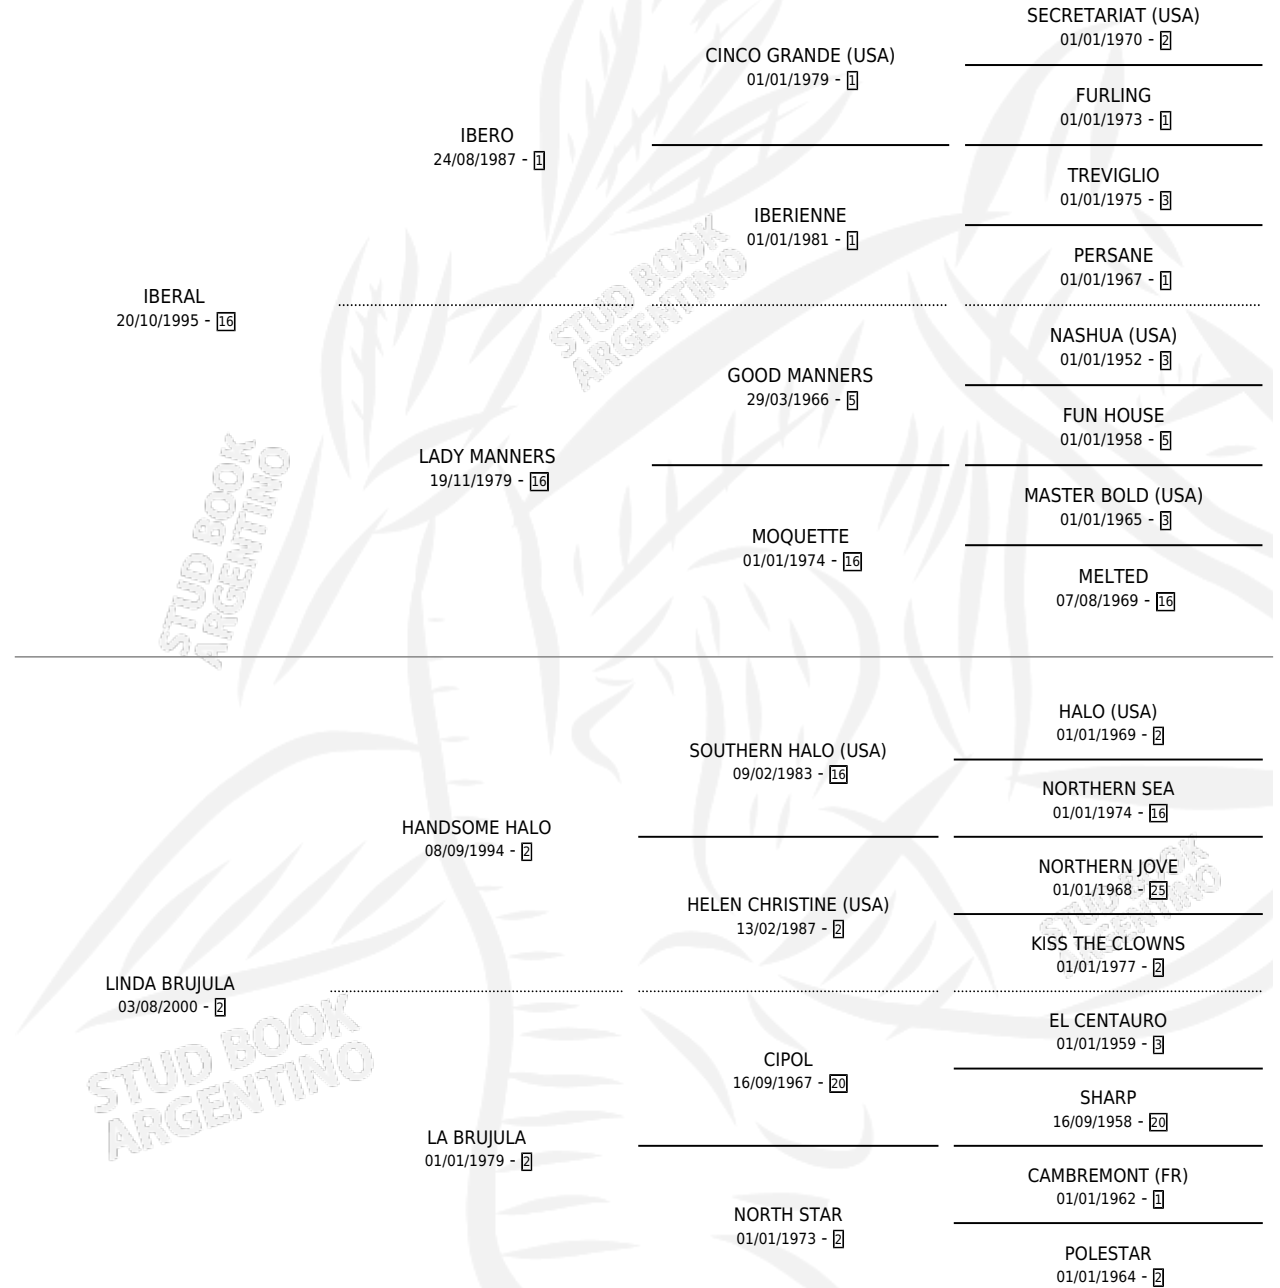 SECRETARIAT (USA)
01/01/1970 - 2
CINCO GRANDE (USA)
01/01/1979 - 1
FURLING
01/01/1973 - 1
IBERO
24/08/1987 - 1
TREVIGLIO
01/01/1975 - 3
IBERIENNE
01/01/1981 - 1
PERSANE
01/01/1967 - 1
IBERAL
20/10/1995 - 16
NASHUA (USA)
01/01/1952 - 3
GOOD MANNERS
29/03/1966 - 5
FUN HOUSE
01/01/1958 - 5
LADY MANNERS
19/11/1979 - 16
MASTER BOLD (USA)
01/01/1965 - 3
MOQUETTE
01/01/1974 - 16
MELTED
07/08/1969 - 16
STUD BOOK
ARGENTINO
STUD BOOK
ARGENTINO
HALO (USA)
01/01/1969 - 2
SOUTHERN HALO (USA)
09/02/1983 - 16
NORTHERN SEA
01/01/1974 - 16
HANDSOME HALO
08/09/1994 - 2
NORTHERN JOVE
01/01/1968 - 25
HELEN CHRISTINE (USA)
13/02/1987 - 2
KISS THE CLOWNS
01/01/1977 - 2
STUD BOOK
ARGENTINO
LINDA BRUJULA
03/08/2000 - 2
EL CENTAURO
01/01/1959 - 3
CIPOL
16/09/1967 - 20
SHARP
16/09/1958 - 20
LA BRUJULA
01/01/1979 - 2
CAMBREMONT (FR)
01/01/1962 - 1
NORTH STAR
01/01/1973 - 2
POLESTAR
01/01/1964 - 2
STUD BOOK
ARGENTINO